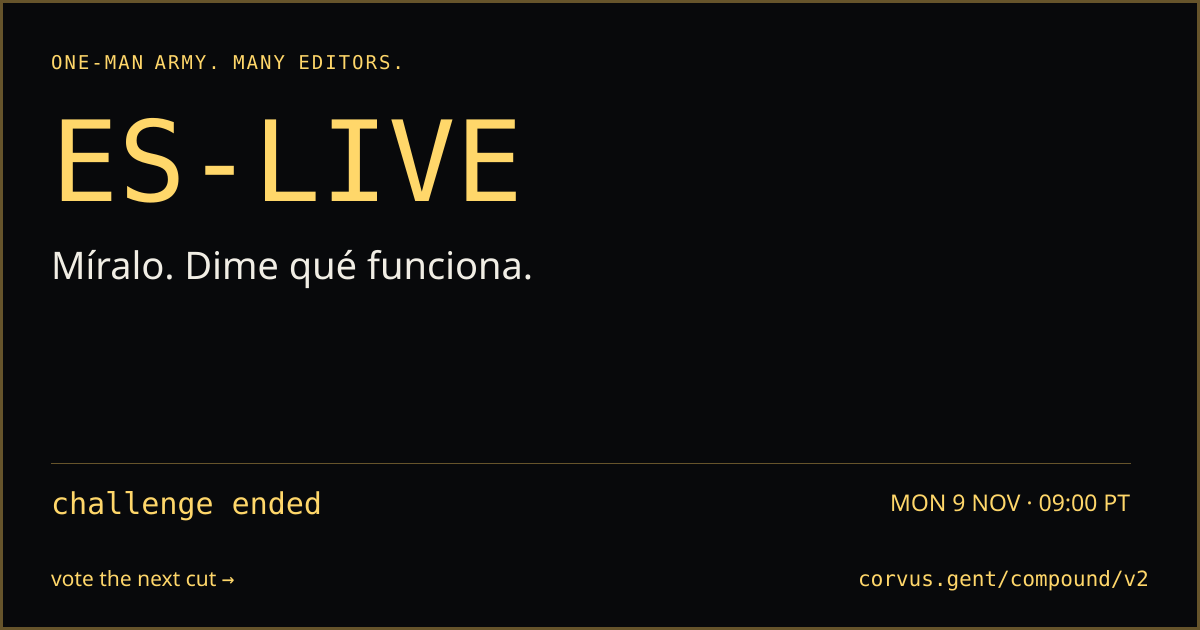 ONE-MAN ARMY. MANY EDITORS.
ES-LIVE
Míralo. Dime qué funciona.
challenge ended
MON 9 NOV · 09:00 PT
vote the next cut →
corvus.gent/compound/v2